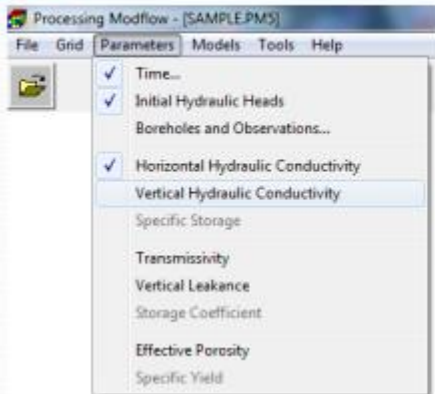 Processing Modflow - [SAMPLE.PM5]
File Grid Parameters Models Tools Help
Time...
Initial Hydraulic Heads
Boreholes and Observations...
Horizontal Hydraulic Conductivity
Vertical Hydraulic Conductivity
Specific Storage
Transmissivity
Vertical Leakance
Storage Coefficient
Effective Porosity
Specific Yield